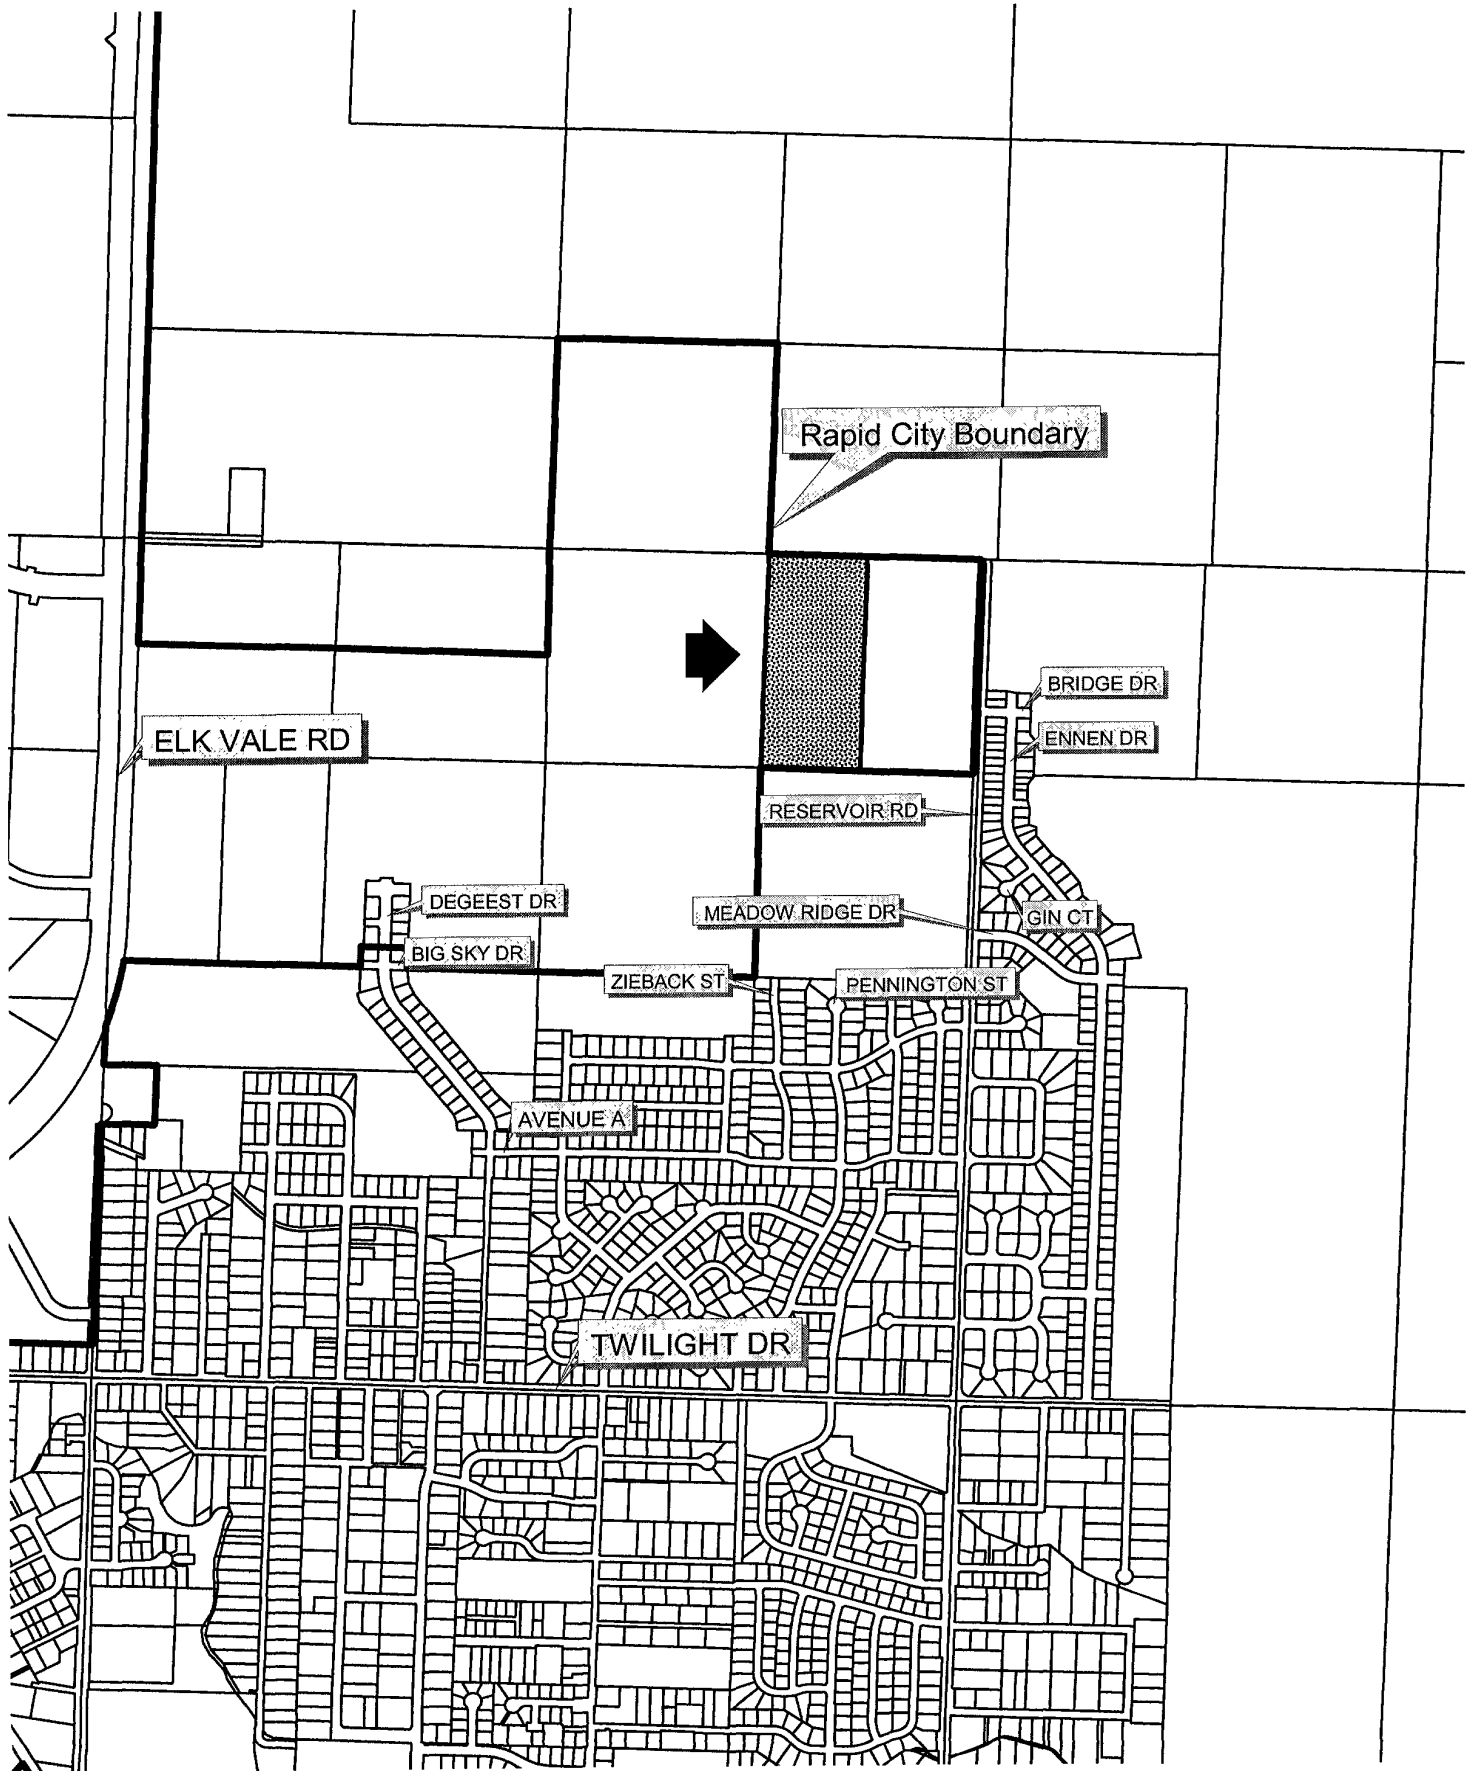 Rapid City Boundary
BRIDGE DR
ELK VALE RD
ENNEN DR
RESERVOIR RD
DEGEEST DR
MEADOW RIDGE DR
GIN CT
BIG SKY DR
ZIEBACK ST
PENNINGTON ST
AVENUE A
TWILIGHT DR